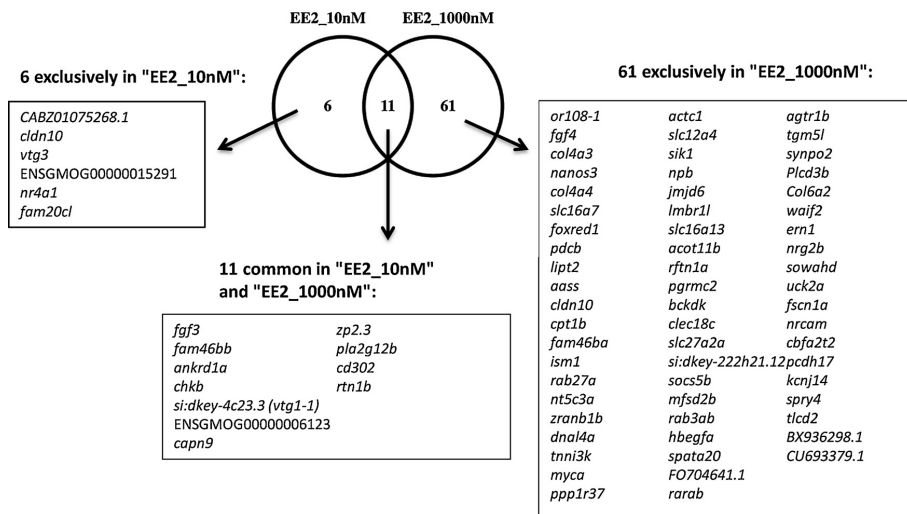 EE2_10nM
EE2_1000nM
6 exclusively in "EE2_10nM":
61 exclusively in "EE2_1000nM":
6
11
61
CABZ01075268.1
cldn10
vtg3
ENSGMOG00000015291
nr4a1
fam20cl
11 common in "EE2_10nM"
and "EE2_1000nM":
fgf3 zp2.3
fam46bb pla2g12b
ankrd1a cd302
chkb rtn1b
si:dkey-4c23.3 (vtg1-1)
ENSGMOG00000006123
capn9
or108-1 actc1 agtr1b
fgf4 slc12a4 tgm5l
col4a3 sik1 synpo2
nanos3 npb Plcd3b
col4a4 jmjd6 Col6a2
slc16a7 lmbr1l waif2
foxred1 slc16a13 ern1
pdcb acot11b nrg2b
lipt2 rftn1a sowahd
aass pgrmc2 uck2a
cldn10 bckdk fscn1a
cpt1b clec18c nrcam
fam46ba slc27a2a cbfa2t2
ism1 si:dkey-222h21.12 pcdh17
rab27a socs5b kcnj14
nt5c3a mfsd2b spry4
zranb1b rab3ab tlcd2
dnal4a hbegfa BX936298.1
tnni3k spata20 CU693379.1
myca FO704641.1
ppp1r37 rarab